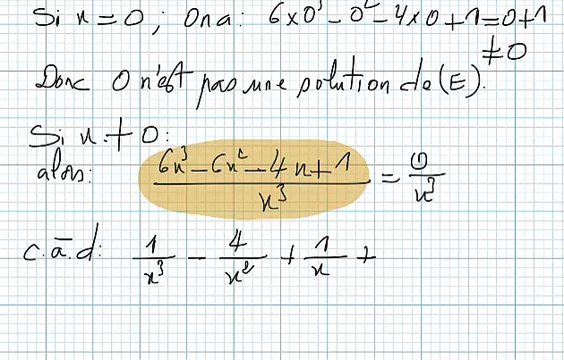 Si x = 0 ; On a : 6×0³ - 0² - 4×0 + 1 = 0 + 1
≠ 0
Donc 0 n'est pas une solution de (E).
Si x ≠ 0 :
alors : (6x³ - 6x² - 4x + 1)/x³ = 0/x³
c.à.d : 1/x³ - 4/x² + 1/x +